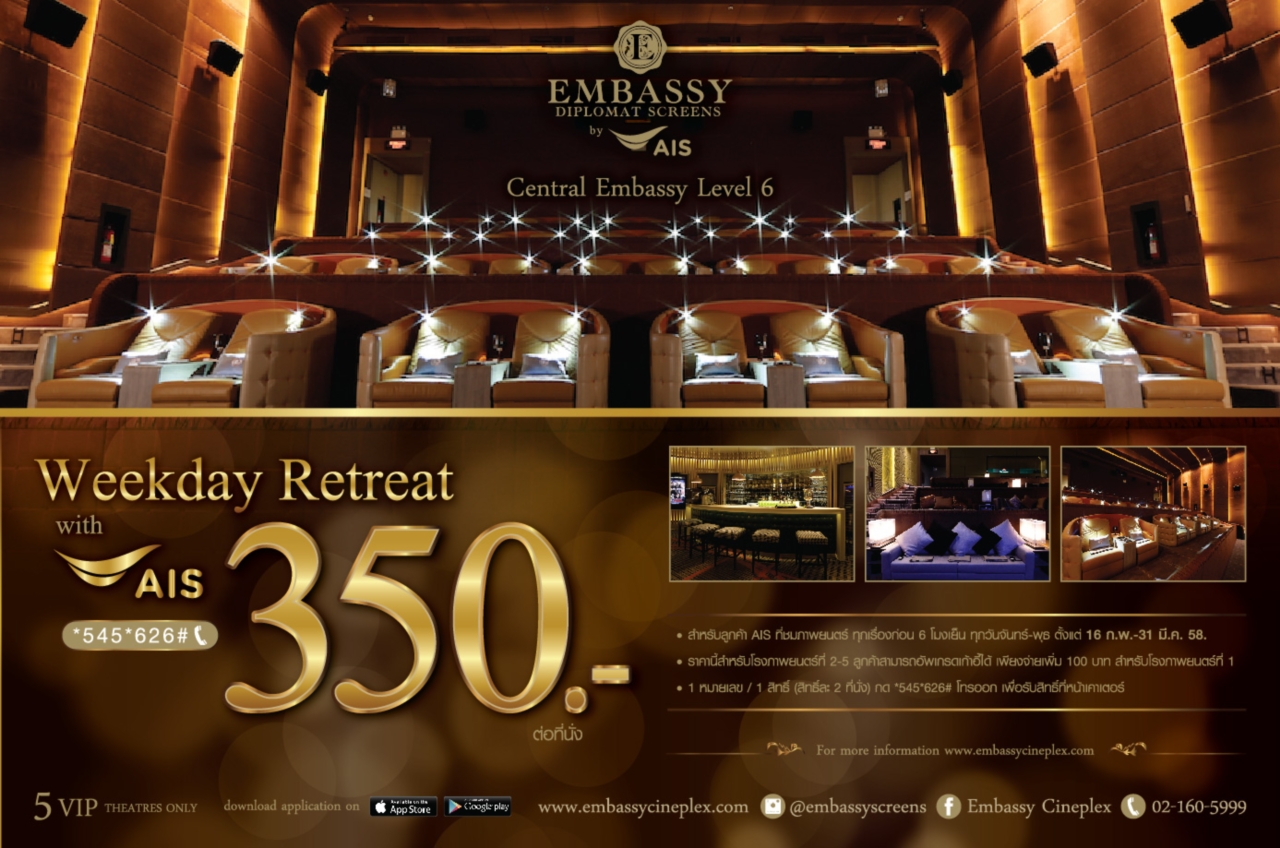 E
EMBASSY
DIPLOMAT SCREENS
by AIS
Central Embassy Level 6
Weekday Retreat
with
AIS
*545*626#
350.-
ต่อที่นั่ง
• สำหรับลูกค้า AIS ที่ชมภาพยนตร์ ทุกเรื่องก่อน 6 โมงเย็น ทุกวันจันทร์-พุธ ตั้งแต่ 16 ก.พ.-31 มี.ค. 58.
• ราคานี้สำหรับโรงภาพยนตร์ที่ 2-5 ลูกค้าสามารถอัพเกรดเก้าอี้ได้ เพียงจ่ายเพิ่ม 100 บาท สำหรับโรงภาพยนตร์ที่ 1
• 1 หมายเลข / 1 สิทธิ์ (สิทธิ์ละ 2 ที่นั่ง) กด *545*626# โทรออก เพื่อรับสิทธิ์ที่หน้าเคาเตอร์
For more information www.embassycineplex.com
5 VIP THEATRES ONLY
download application on
Available on the App Store
Google play
www.embassycineplex.com
@embassyscreens
Embassy Cineplex
02-160-5999